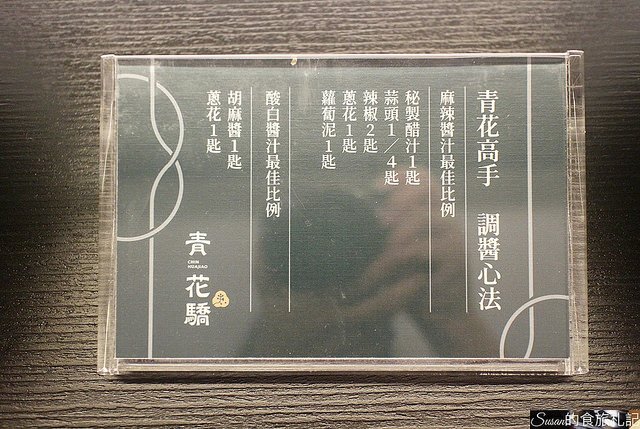 青花高手 調醬心法
麻辣醬汁最佳比例
秘製醋汁1匙
蒜頭1／4匙
辣椒2匙
蔥花1匙
蘿蔔泥1匙
酸白醬汁最佳比例
胡麻醬1匙
蔥花1匙
青花驕
CHIN HUAJIAO
Susan的食旅札記